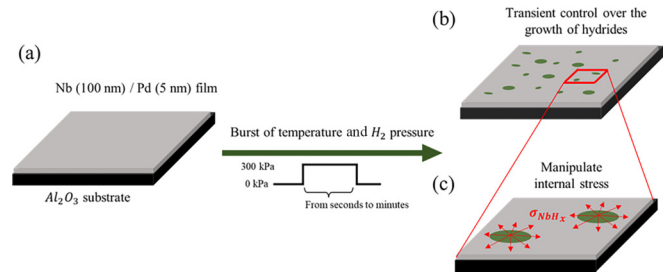 (a)
Nb (100 nm) / Pd (5 nm) film
Al₂O₃ substrate
Burst of temperature and H₂ pressure
300 kPa
0 kPa
From seconds to minutes
(b)
Transient control over the
growth of hydrides
(c)
Manipulate
internal stress
σ_NbHₓ